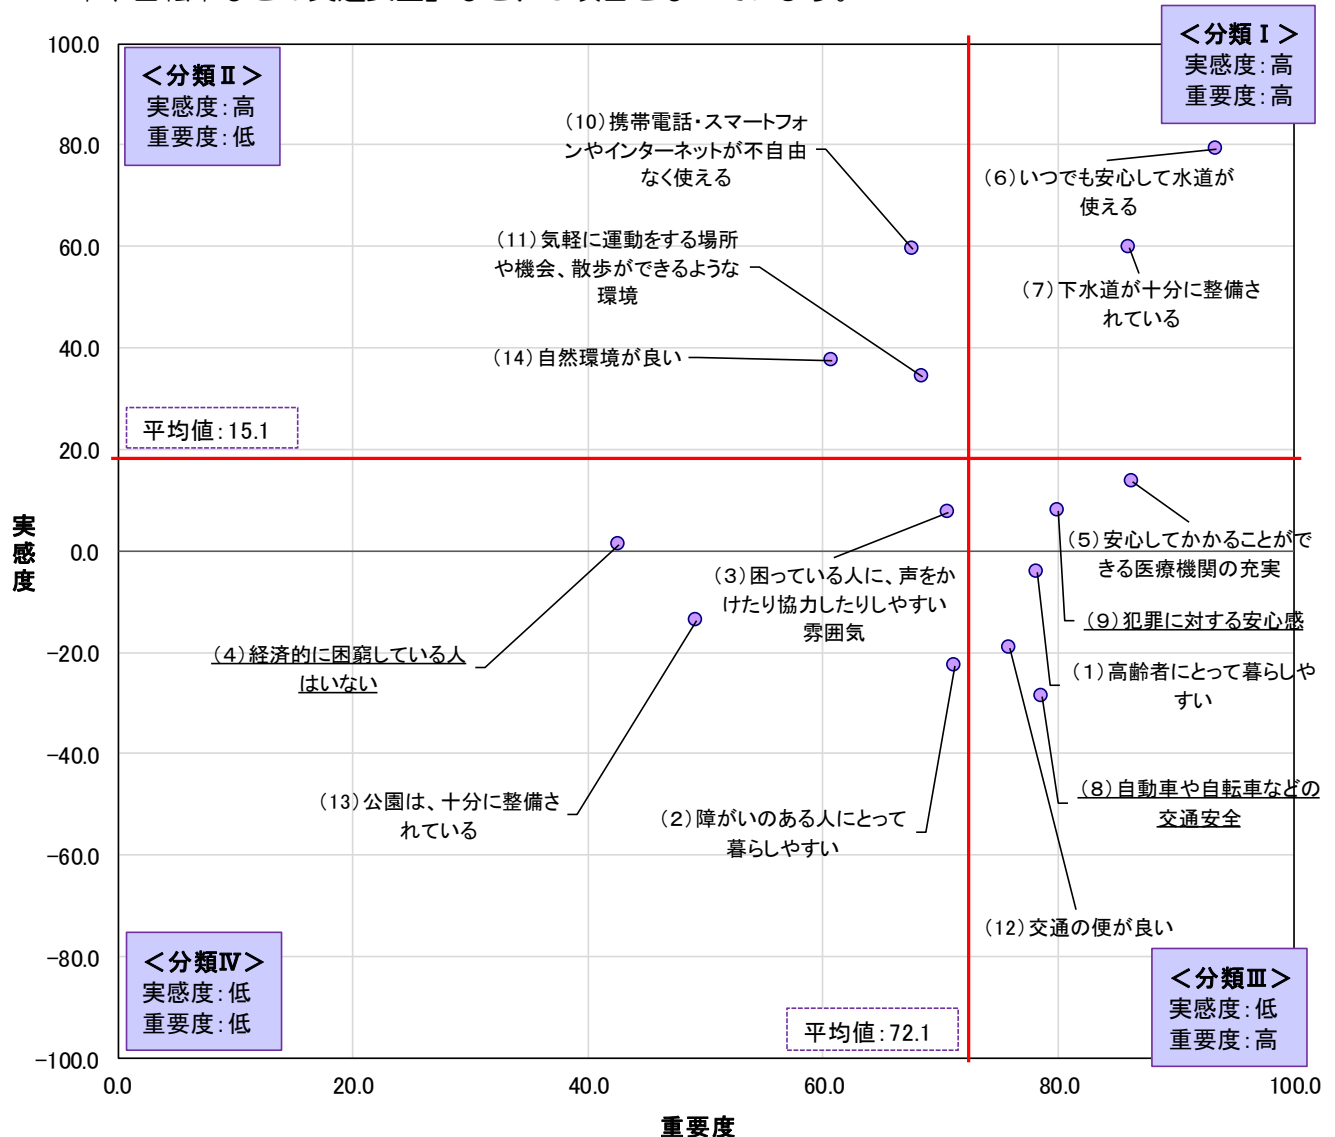 ＜分類Ⅰ＞
実感度：高
重要度：高
＜分類Ⅱ＞
実感度：高
重要度：低
（10）携帯電話・スマートフォ
ンやインターネットが不自由
なく使える
（6）いつでも安心して水道が
使える
（11）気軽に運動をする場所
や機会、散歩ができるような
環境
（7）下水道が十分に整備さ
れている
（14）自然環境が良い
平均値：15.1
（5）安心してかかることがで
きる医療機関の充実
（3）困っている人に、声をか
けたり協力したりしやすい
雰囲気
（9）犯罪に対する安心感
（4）経済的に困窮している人
はいない
（1）高齢者にとって暮らしや
すい
（13）公園は、十分に整備さ
れている
（2）障がいのある人にとって
暮らしやすい
（8）自動車や自転車などの
交通安全
（12）交通の便が良い
＜分類Ⅳ＞
実感度：低
重要度：低
平均値：72.1
＜分類Ⅲ＞
実感度：低
重要度：高
100.0
80.0
60.0
40.0
20.0
0.0
−20.0
−40.0
−60.0
−80.0
−100.0
実感度
0.0 20.0 40.0 60.0 80.0 100.0
重要度